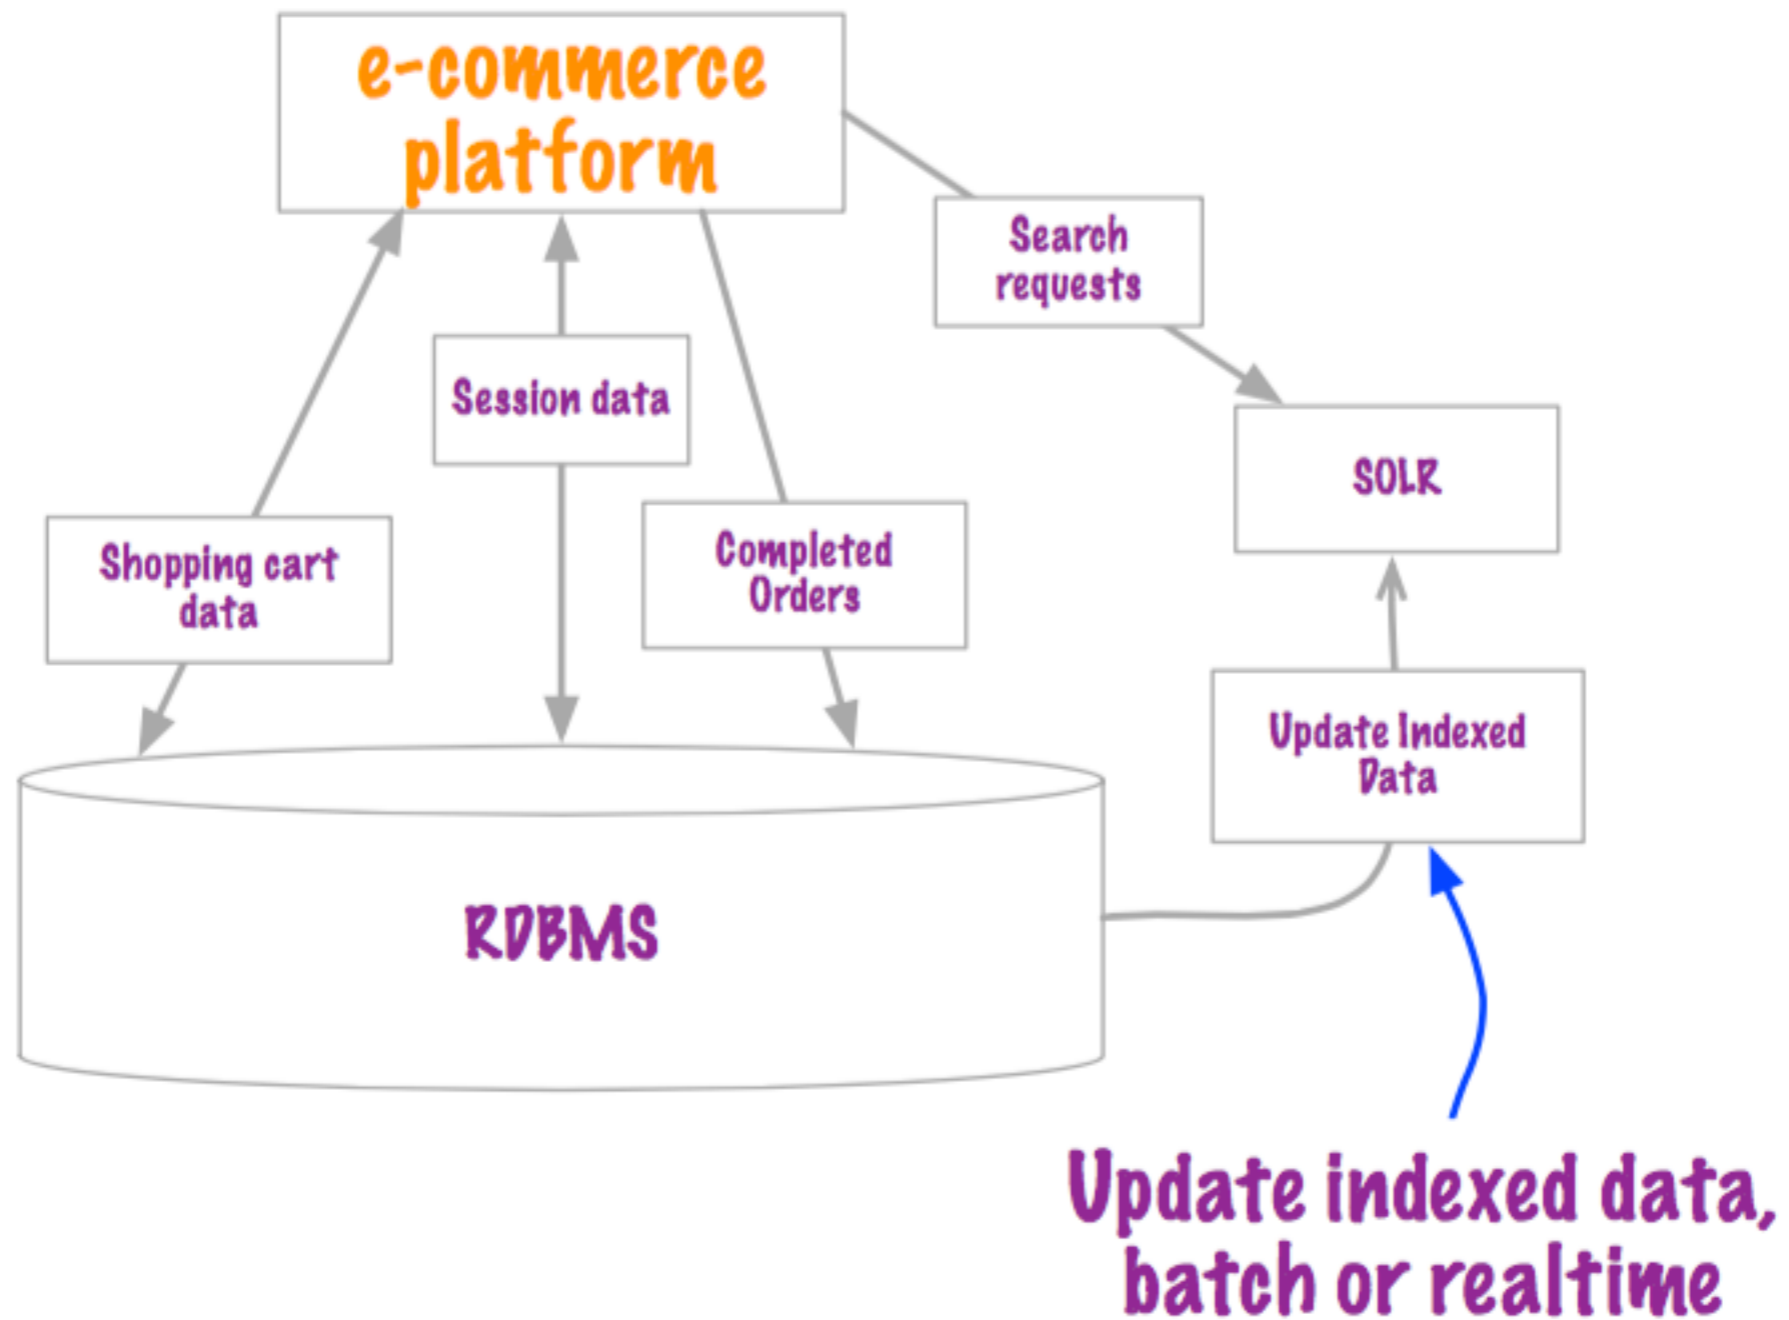 e-commerce
platform
Search
requests
Session data
SOLR
Shopping cart
data
Completed
Orders
Update Indexed
Data
RDBMS
Update indexed data,
batch or realtime